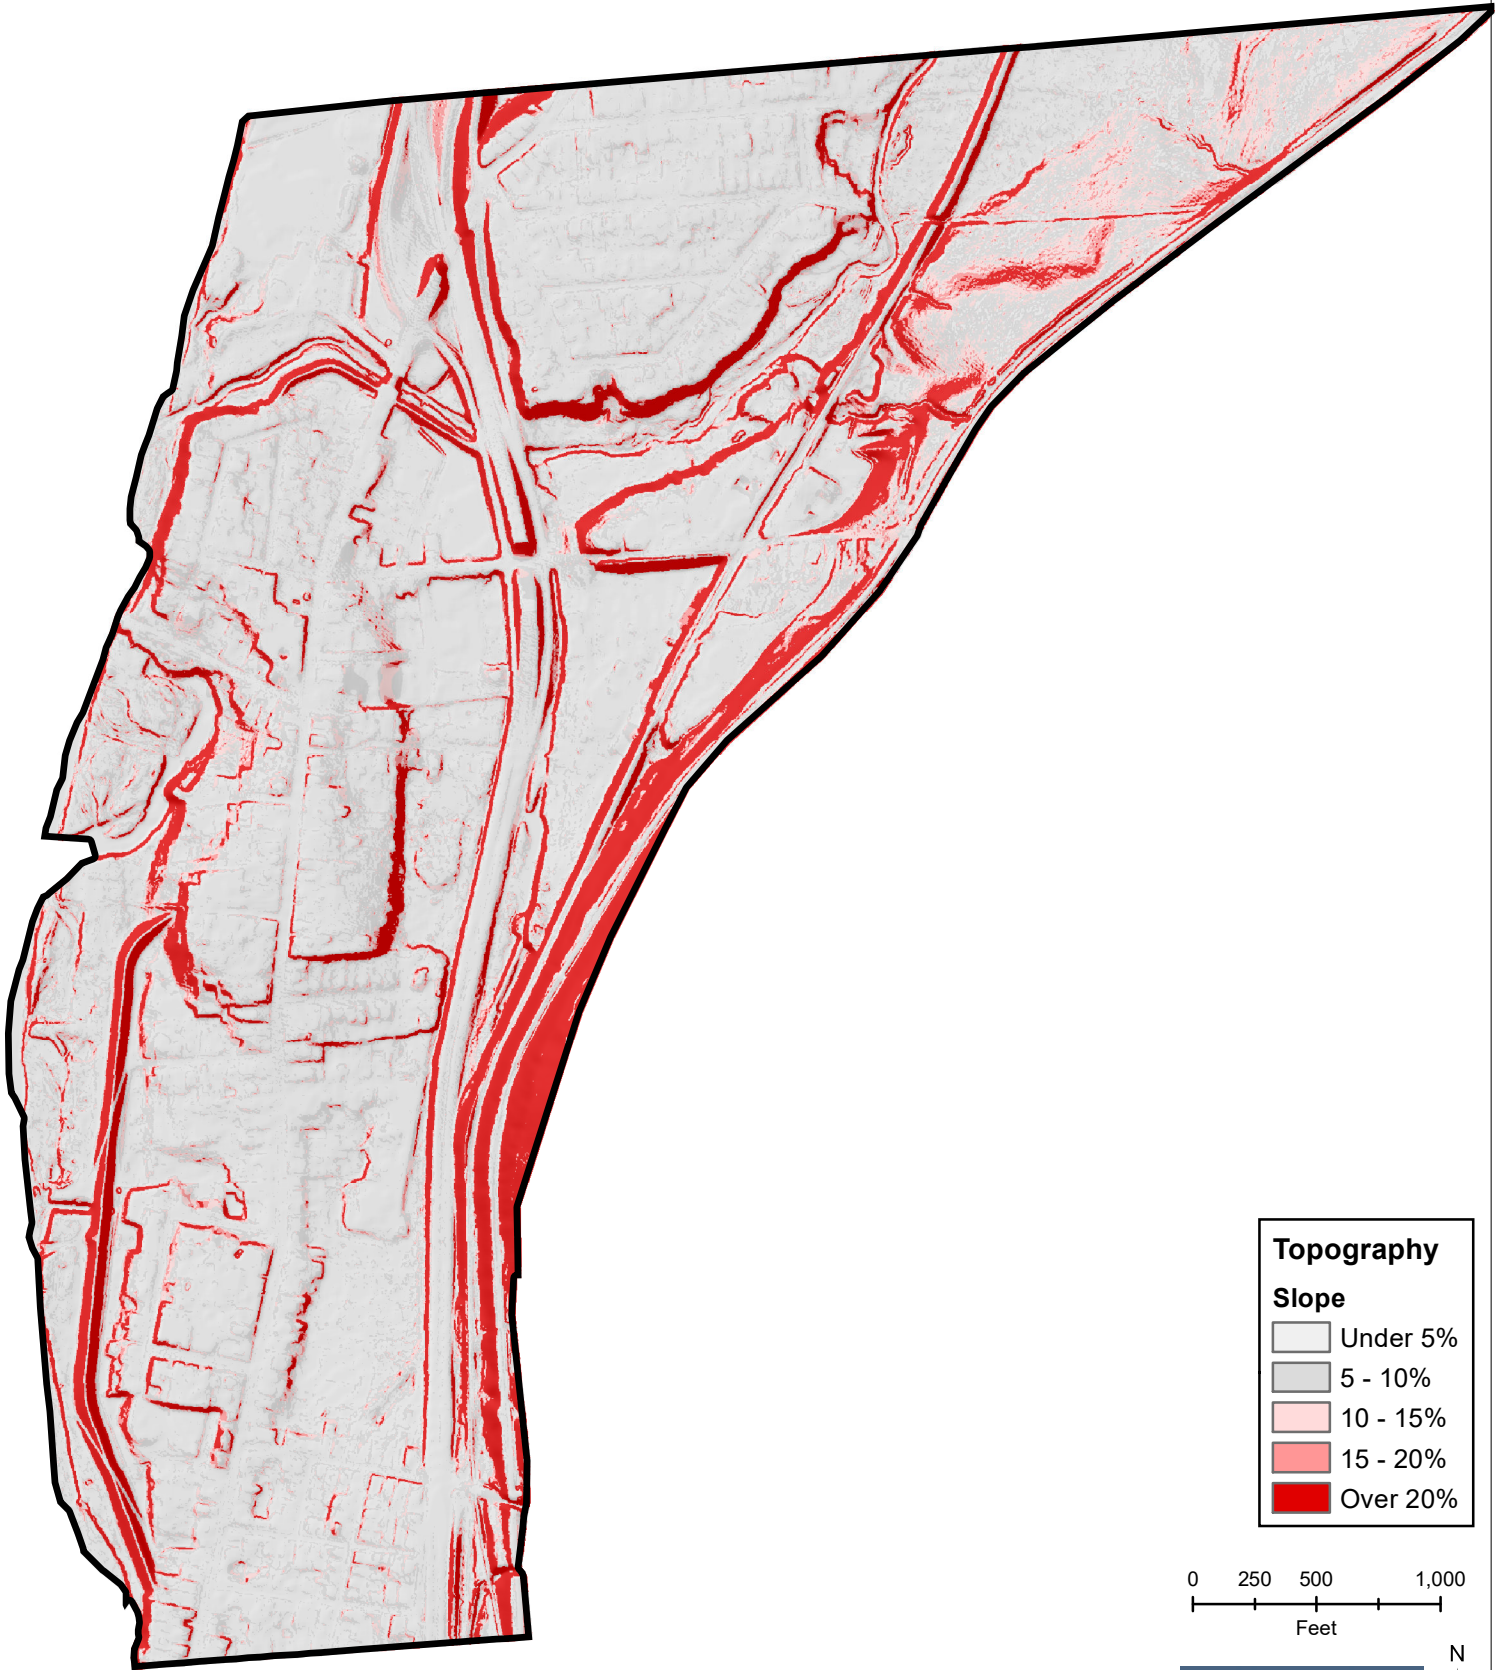 Topography
Slope
Under 5%
5 - 10%
10 - 15%
15 - 20%
Over 20%
0 250 500 1,000
Feet
N